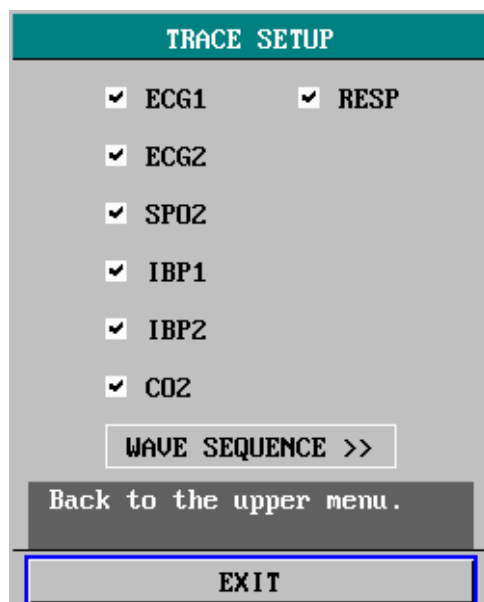 TRACE SETUP
ECG1 RESP
ECG2
SPO2
IBP1
IBP2
CO2
WAVE SEQUENCE >>
Back to the upper menu.
EXIT